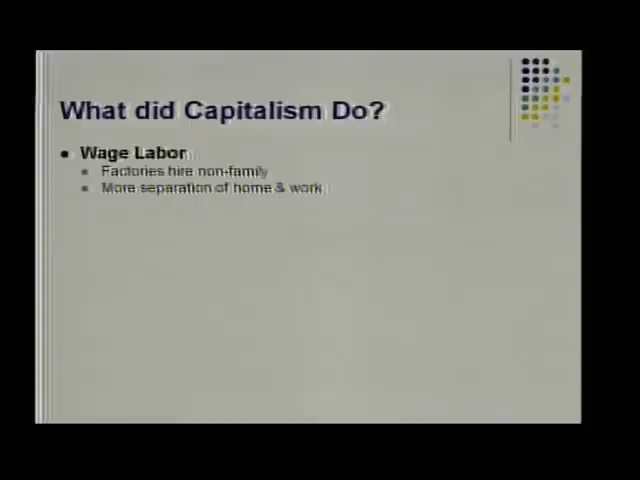 What did Capitalism Do?
Wage Labor
Factories hire non-family
More separation of home & work